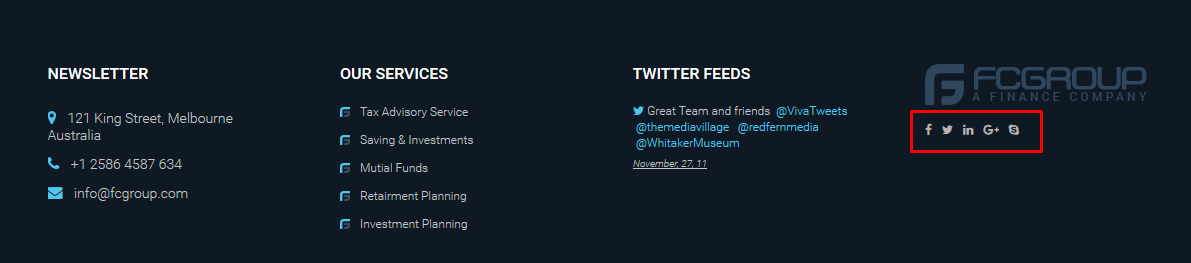 NEWSLETTER
121 King Street, Melbourne
Australia
+1 2586 4587 634
info@fcgroup.com
OUR SERVICES
Tax Advisory Service
Saving & Investments
Mutial Funds
Retairment Planning
Investment Planning
TWITTER FEEDS
Great Team and friends @VivaTweets
@themediavillage @redfernmedia
@WhitakerMuseum
November, 27, 11
FCGROUP
A FINANCE COMPANY